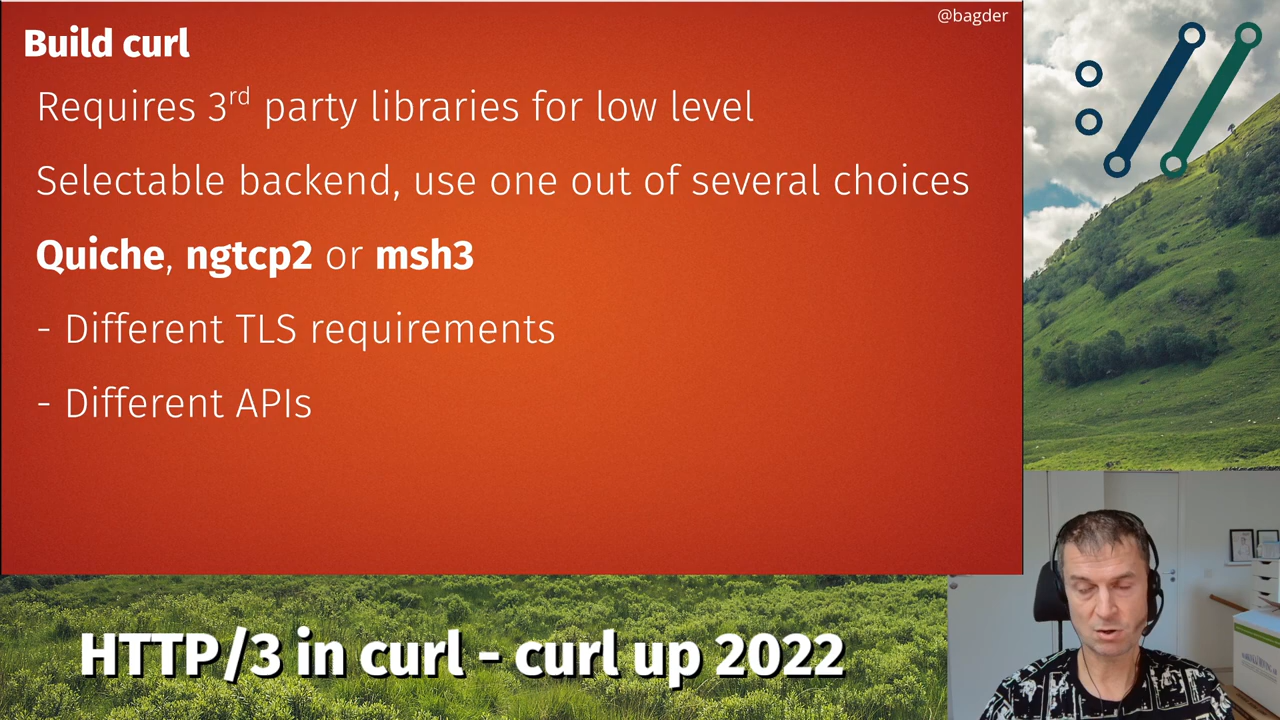 @bagder
Build curl
Requires 3rd party libraries for low level
Selectable backend, use one out of several choices
Quiche, ngtcp2 or msh3
- Different TLS requirements
- Different APIs
HTTP/3 in curl - curl up 2022